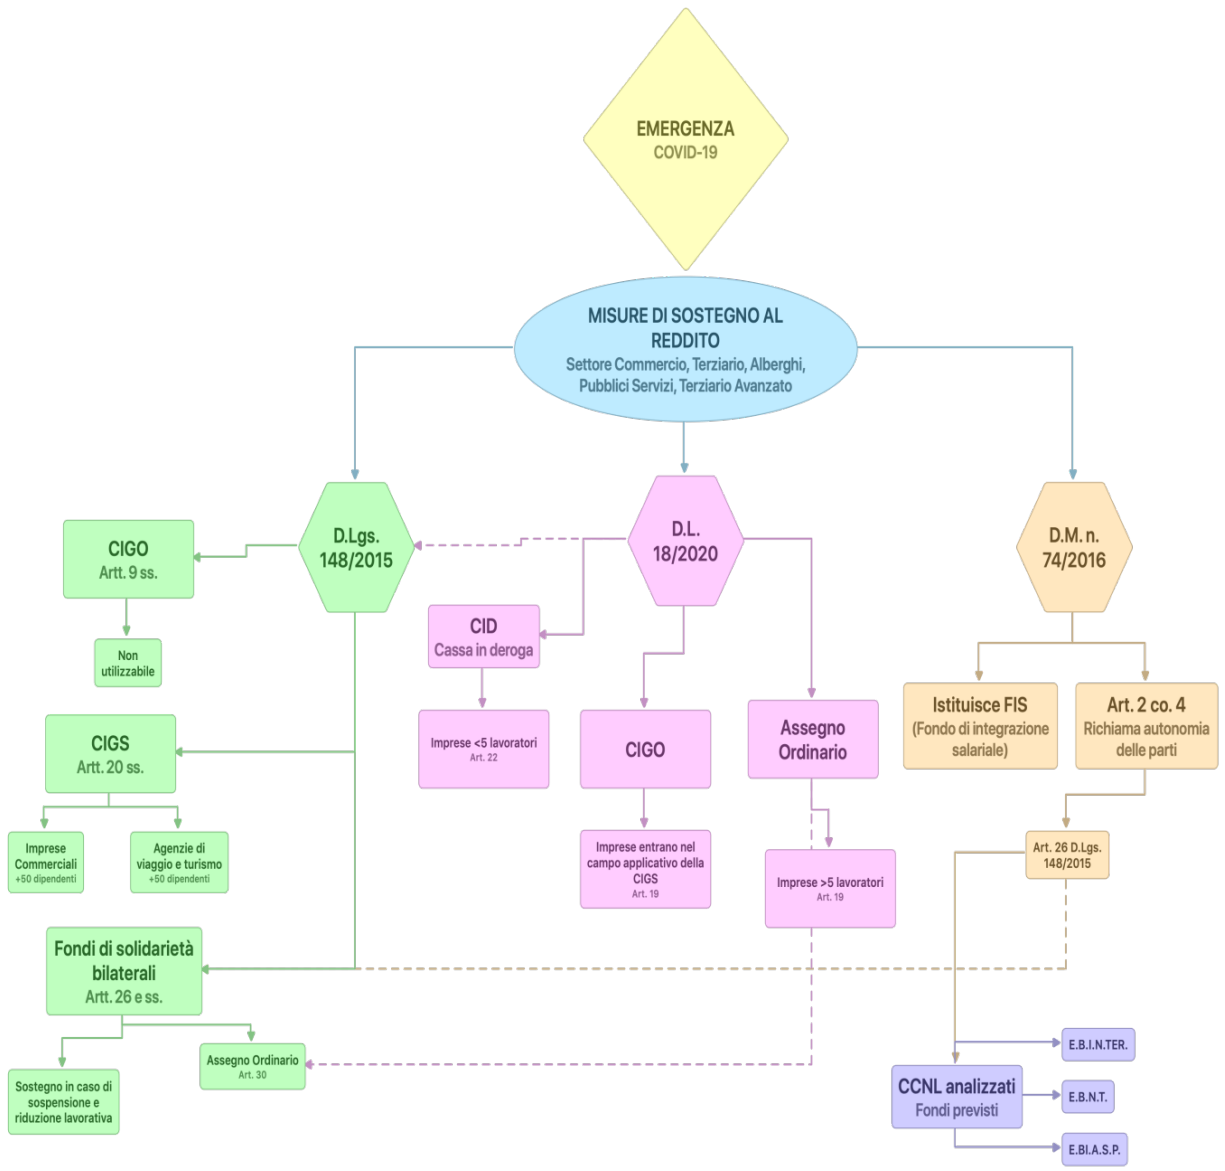 EMERGENZA
COVID-19
MISURE DI SOSTEGNO AL
REDDITO
Settore Commercio, Terziario, Alberghi,
Pubblici Servizi, Terziario Avanzato
D.Lgs.
148/2015
D.L.
18/2020
D.M. n.
74/2016
CIGO
Artt. 9 ss.
Non
utilizzabile
CIGS
Artt. 20 ss.
Imprese
Commerciali
+50 dipendenti
Agenzie di
viaggio e turismo
+50 dipendenti
Fondi di solidarietà
bilaterali
Artt. 26 e ss.
Sostegno in caso di
sospensione e
riduzione lavorativa
Assegno Ordinario
Art. 30
CID
Cassa in deroga
Imprese <5 lavoratori
Art. 22
CIGO
Imprese entrano nel
campo applicativo della
CIGS
Art. 19
Assegno
Ordinario
Imprese >5 lavoratori
Art. 19
Istituisce FIS
(Fondo di integrazione
salariale)
Art. 2 co. 4
Richiama autonomia
delle parti
Art. 26 D.Lgs.
148/2015
CCNL analizzati
Fondi previsti
E.B.I.N.TER.
E.B.N.T.
E.BI.A.S.P.